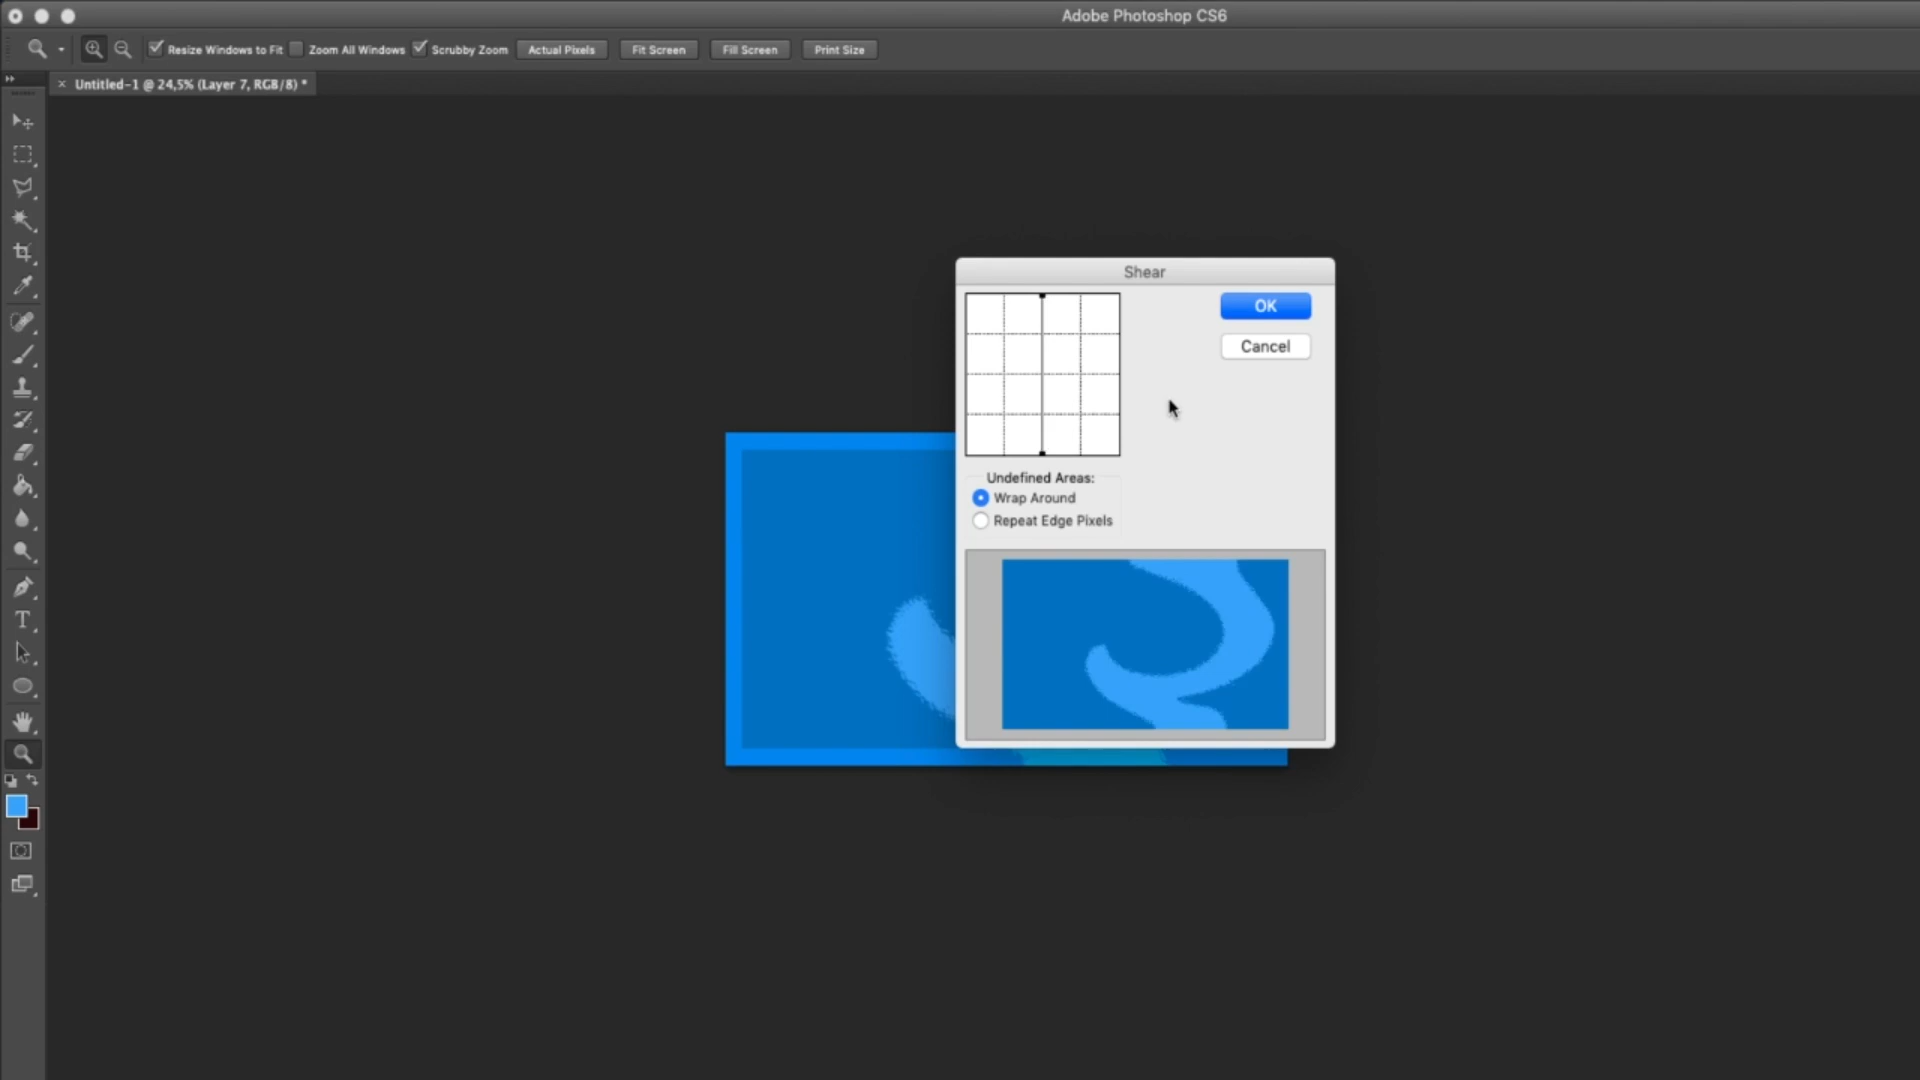 Adobe Photoshop CS6
Resize Windows to Fit Zoom All Windows Scrubby Zoom Actual Pixels Fit Screen Fill Screen Print Size
Untitled-1 @ 24,5% (Layer 7, RGB/8) *
Shear
OK
Cancel
Undefined Areas:
Wrap Around
Repeat Edge Pixels